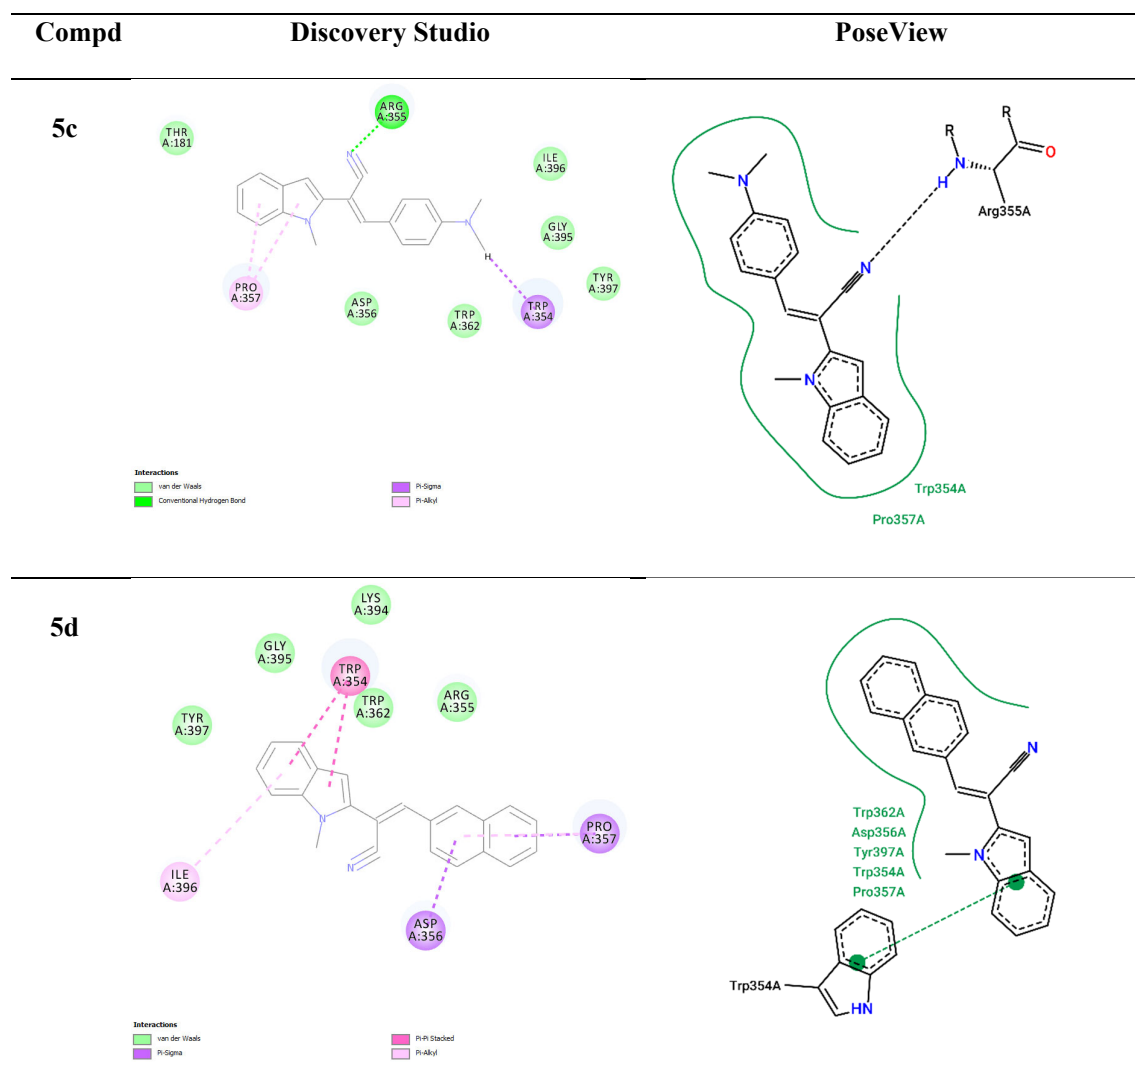 Compd Discovery Studio PoseView
5c
ARG
A:355
THR
A:181
ILE
A:396
GLY
A:395
TYR
A:397
PRO
A:357
ASP
A:356
TRP
A:362
TRP
A:354
N
N
N
H
Interactions
van der Waals
Conventional Hydrogen Bond
Pi-Sigma
Pi-Alkyl
R
R
N
H
O
Arg355A
N
N
N
Trp354A
Pro357A
5d
LYS
A:394
GLY
A:395
TRP
A:354
TRP
A:362
ARG
A:355
TYR
A:397
PRO
A:357
ILE
A:396
ASP
A:356
N
N
Interactions
van der Waals
Pi-Sigma
Pi-Pi Stacked
Pi-Alkyl
N
N
Trp362A
Asp356A
Tyr397A
Trp354A
Pro357A
Trp354A
HN